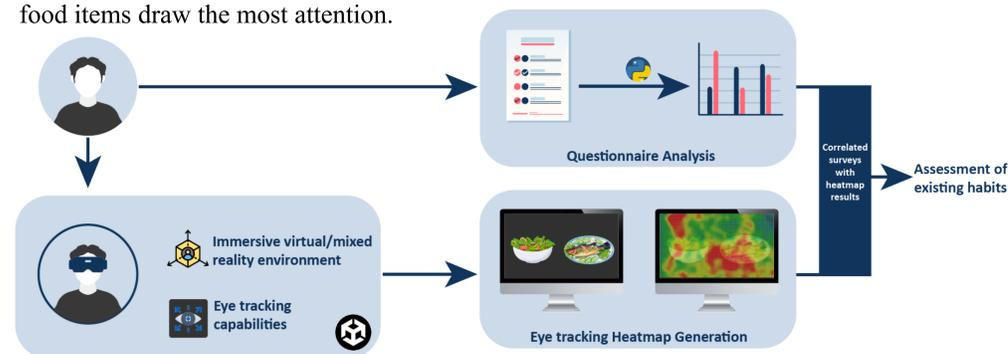 food items draw the most attention.
Questionnaire Analysis
Correlated
surveys
with
heatmap
results
Assessment of
existing habits
Immersive virtual/mixed
reality environment
Eye tracking
capabilities
Eye tracking Heatmap Generation